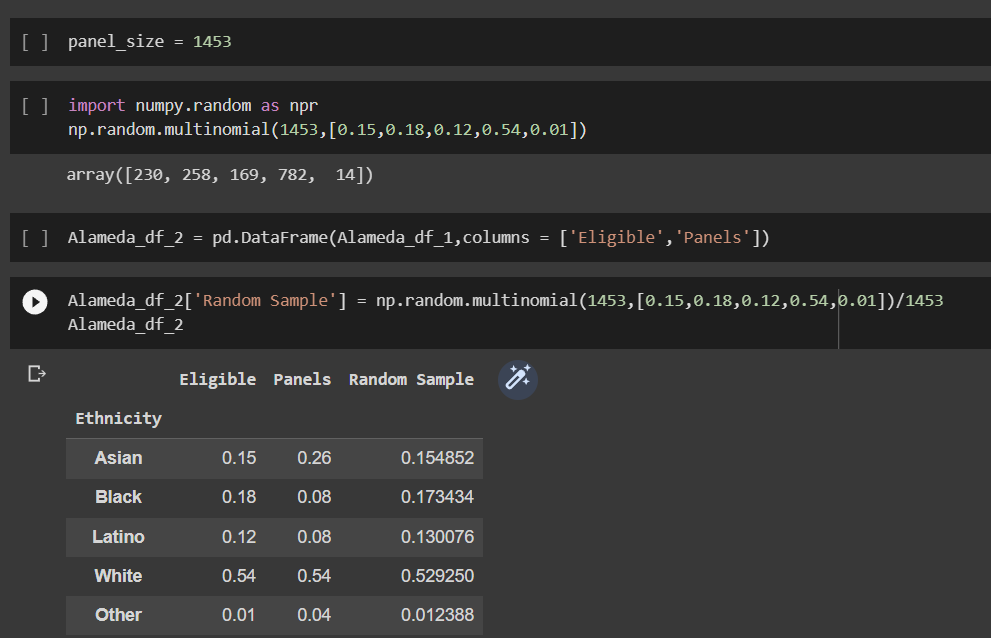 [ ] panel_size = 1453
[ ] import numpy.random as npr
np.random.multinomial(1453,[0.15,0.18,0.12,0.54,0.01])
array([230, 258, 169, 782,  14])
[ ] Alameda_df_2 = pd.DataFrame(Alameda_df_1,columns = ['Eligible','Panels'])
Alameda_df_2['Random Sample'] = np.random.multinomial(1453,[0.15,0.18,0.12,0.54,0.01])/1453
Alameda_df_2
Eligible Panels Random Sample
Ethnicity
Asian 0.15 0.26 0.154852
Black 0.18 0.08 0.173434
Latino 0.12 0.08 0.130076
White 0.54 0.54 0.529250
Other 0.01 0.04 0.012388